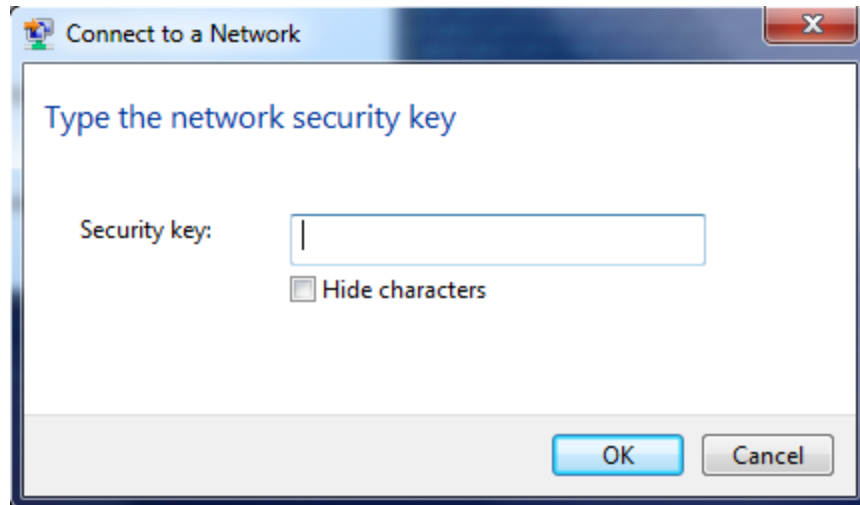 Connect to a Network
Type the network security key
Security key:
Hide characters
OK Cancel